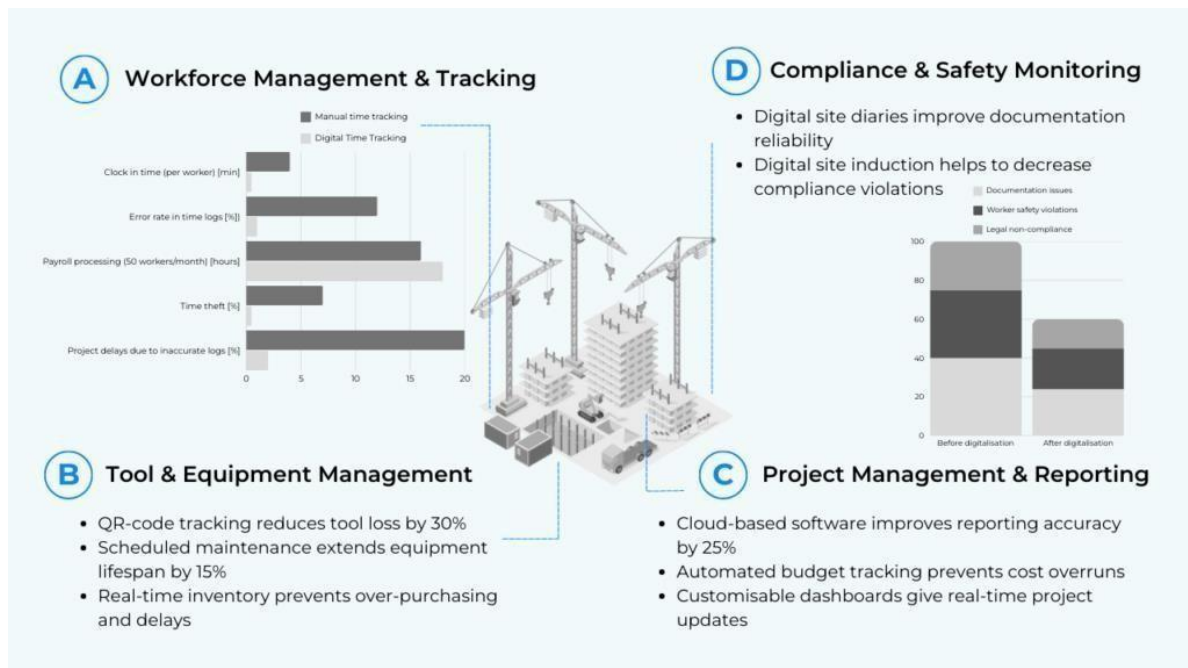 A
Workforce Management & Tracking
Manual time tracking
Digital Time Tracking
Clock in time (per worker) [min]
Error rate in time logs [%])
Payroll processing (50 workers/month) [hours]
Time theft [%]
Project delays due to inaccurate logs [%]
0 5 10 15 20
D
Compliance & Safety Monitoring
• Digital site diaries improve documentation
reliability
• Digital site induction helps to decrease
compliance violations
Documentation issues
Worker safety violations
Legal non-compliance
100
80
60
40
20
0
Before digitalisation After digitalisation
B
Tool & Equipment Management
• QR-code tracking reduces tool loss by 30%
• Scheduled maintenance extends equipment
lifespan by 15%
• Real-time inventory prevents over-purchasing
and delays
C
Project Management & Reporting
• Cloud-based software improves reporting accuracy
by 25%
• Automated budget tracking prevents cost overruns
• Customisable dashboards give real-time project
updates